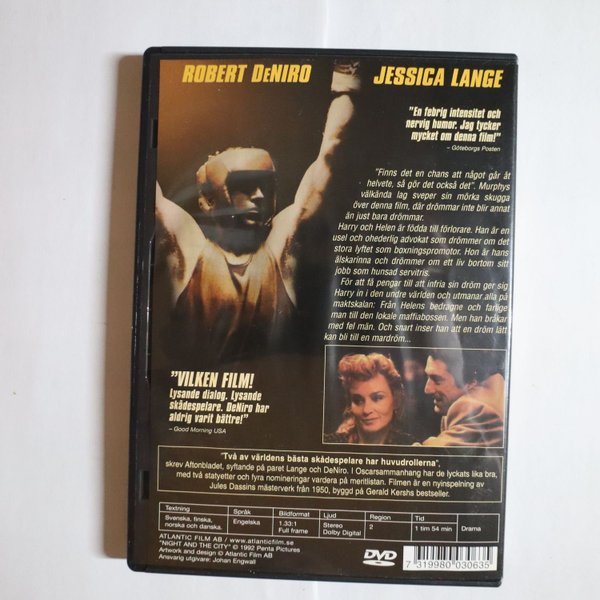 ROBERT DENIRO JESSICA LANGE
"En febrig intensitet och
nervig humor. Jag tycker
mycket om denna film!"
– Göteborgs Posten
"Finns det en chans att något går åt
helvete, så gör det också det". Murphys
välkända lag sveper sin mörka skugga
över denna film, där drömmar inte blir annat
än just bara drömmar.
Harry och Helen är födda till förlorare. Han är en
usel och ohederlig advokat som drömmer om det
stora lyftet som boxningspromotor. Hon är hans
älskarinna och drömmer om ett liv bortom sitt
jobb som hunsad servitris.
För att få pengar till att infria sin dröm ger sig
Harry in i den undre världen och utmanar alla på
maktskalan: Från Helens bedragne och farlige
man till den lokale maffiabossen. Men han bråkar
med fel män. Och snart inser han att en dröm lätt
kan bli till en mardröm...
"VILKEN FILM!
Lysande dialog. Lysande
skådespelare. DeNiro har
aldrig varit bättre!"
– Good Morning USA
"Två av världens bästa skådespelare har huvudrollerna",
skrev Aftonbladet, syftande på paret Lange och DeNiro. I Oscarsammanhang har de lyckats lika bra,
med två statyetter och fyra nomineringar vardera på meritlistan. Filmen är en nyinspelning av
Jules Dassins mästerverk från 1950, byggd på Gerald Kershs bestseller.
Textning Språk Bildformat Ljud Region Tid
Svenska, finska, Engelska 1.33:1 Stereo 2 1 tim 54 min Drama
norska och danska. Full frame Dolby Digital
ATLANTIC FILM AB / www.atlanticfilm.se
"NIGHT AND THE CITY" © 1992 Penta Pictures
Artwork and design © Atlantic Film AB
Ansvarig utgivare: Johan Engwall
DVD
7 319980 030635